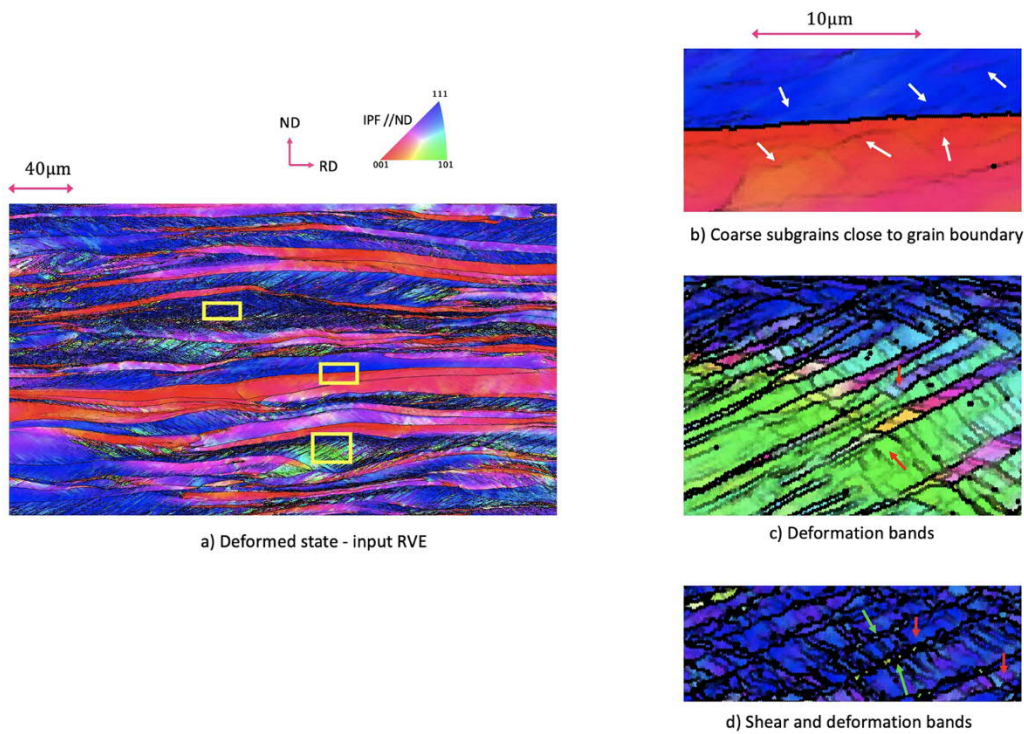 10μm
111
ND
IPF //ND
RD
001
101
40μm
b) Coarse subgrains close to grain boundary
a) Deformed state - input RVE
c) Deformation bands
d) Shear and deformation bands